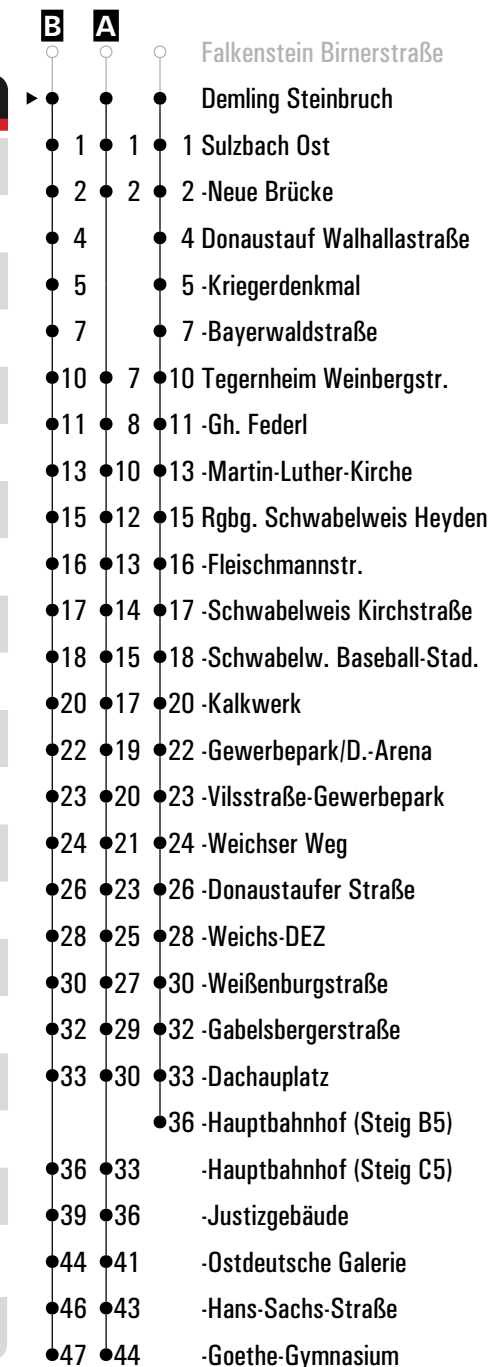 B A
Falkenstein Birnerstraße
Demling Steinbruch
1 1 1 Sulzbach Ost
2 2 2 -Neue Brücke
4 4 Donaustauf Walhallastraße
5 5 -Kriegerdenkmal
7 7 -Bayerwaldstraße
10 7 10 Tegernheim Weinbergstr.
11 8 11 -Gh. Federl
13 10 13 -Martin-Luther-Kirche
15 12 15 Rgbg. Schwabelweis Heyden
16 13 16 -Fleischmannstr.
17 14 17 -Schwabelweis Kirchstraße
18 15 18 -Schwabelw. Baseball-Stad.
20 17 20 -Kalkwerk
22 19 22 -Gewerbepark/D.-Arena
23 20 23 -Vilsstraße-Gewerbepark
24 21 24 -Weichser Weg
26 23 26 -Donaustaufer Straße
28 25 28 -Weichs-DEZ
30 27 30 -Weißenburgstraße
32 29 32 -Gabelsbergerstraße
33 30 33 -Dachauplatz
36 -Hauptbahnhof (Steig B5)
36 33 -Hauptbahnhof (Steig C5)
39 36 -Justizgebäude
44 41 -Ostdeutsche Galerie
46 43 -Hans-Sachs-Straße
47 44 -Goethe-Gymnasium